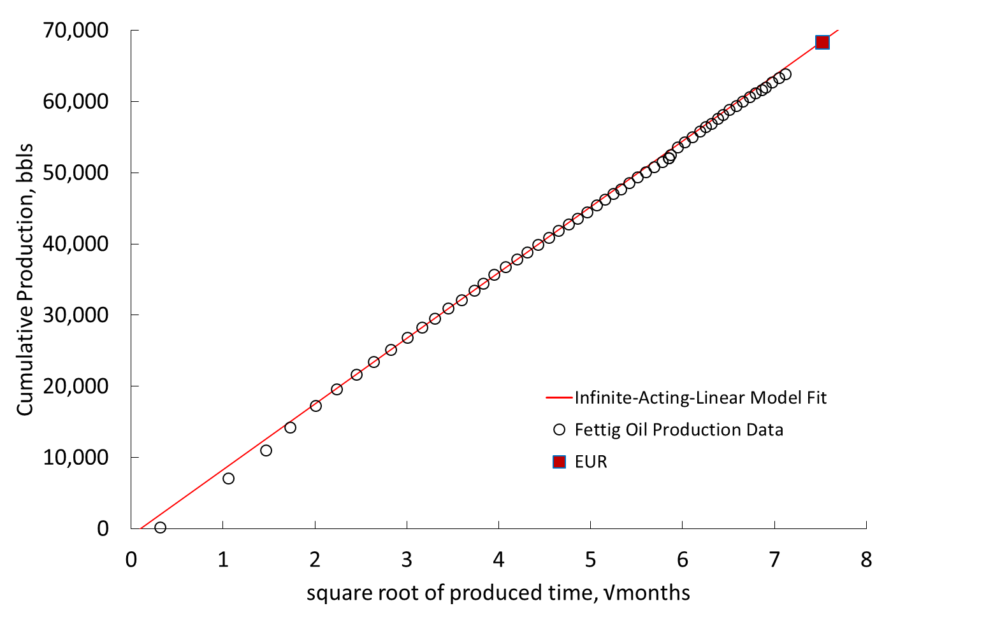 70,000
60,000
50,000
40,000
30,000
20,000
10,000
0
Cumulative Production, bbls
0 1 2 3 4 5 6 7 8
square root of produced time, √months
Infinite-Acting-Linear Model Fit
Fettig Oil Production Data
EUR